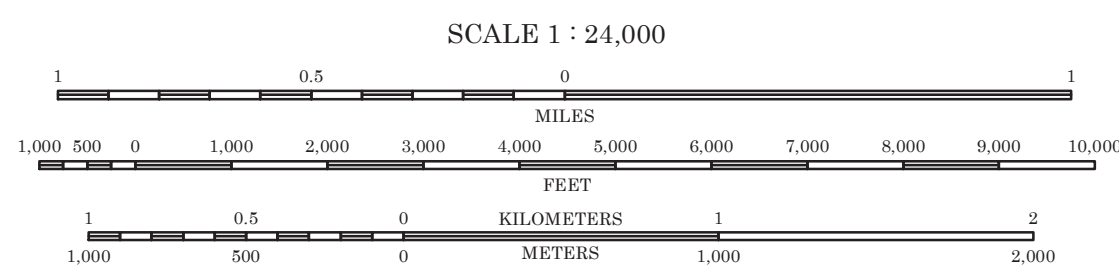 SCALE 1 : 24,000
1 0.5 0 1
MILES
1,000 500 0 1,000 2,000 3,000 4,000 5,000 6,000 7,000 8,000 9,000 10,000
FEET
1 0.5 0 KILOMETERS 1 2
1,000 500 0 METERS 1,000 2,000